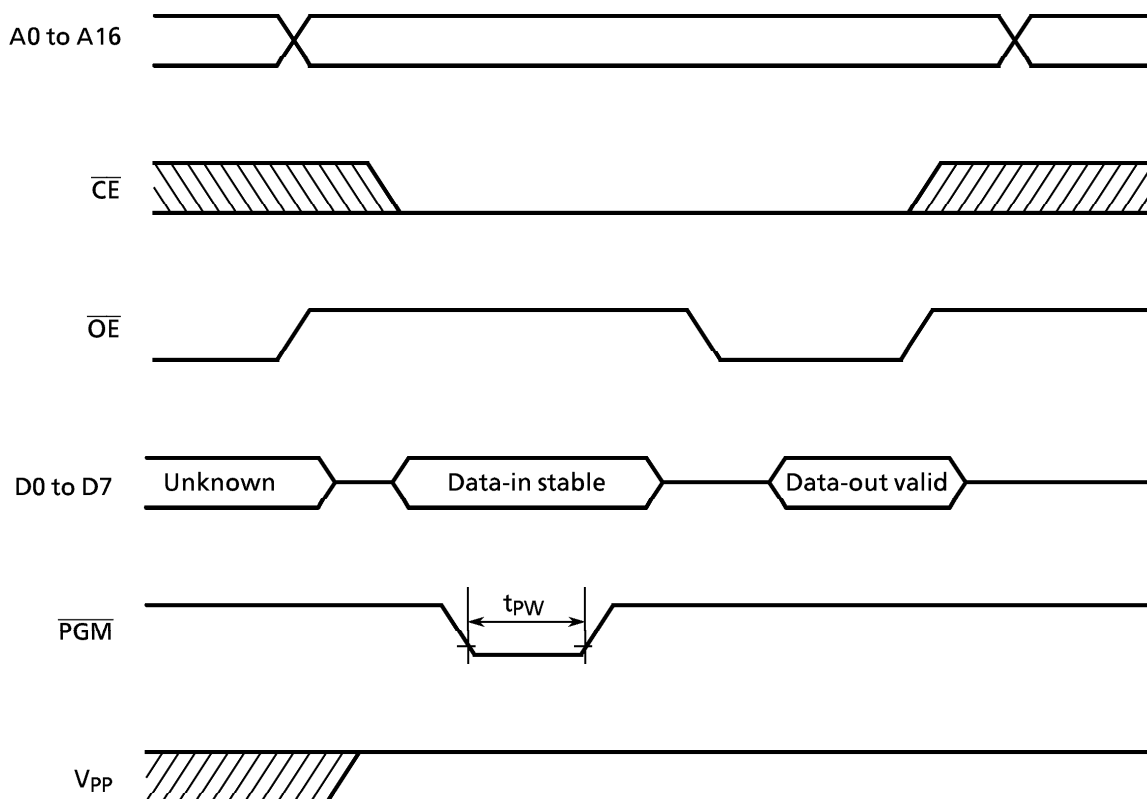 A0 to A16
CE
OE
D0 to D7
Unknown
Data-in stable
Data-out valid
PGM
tPW
VPP